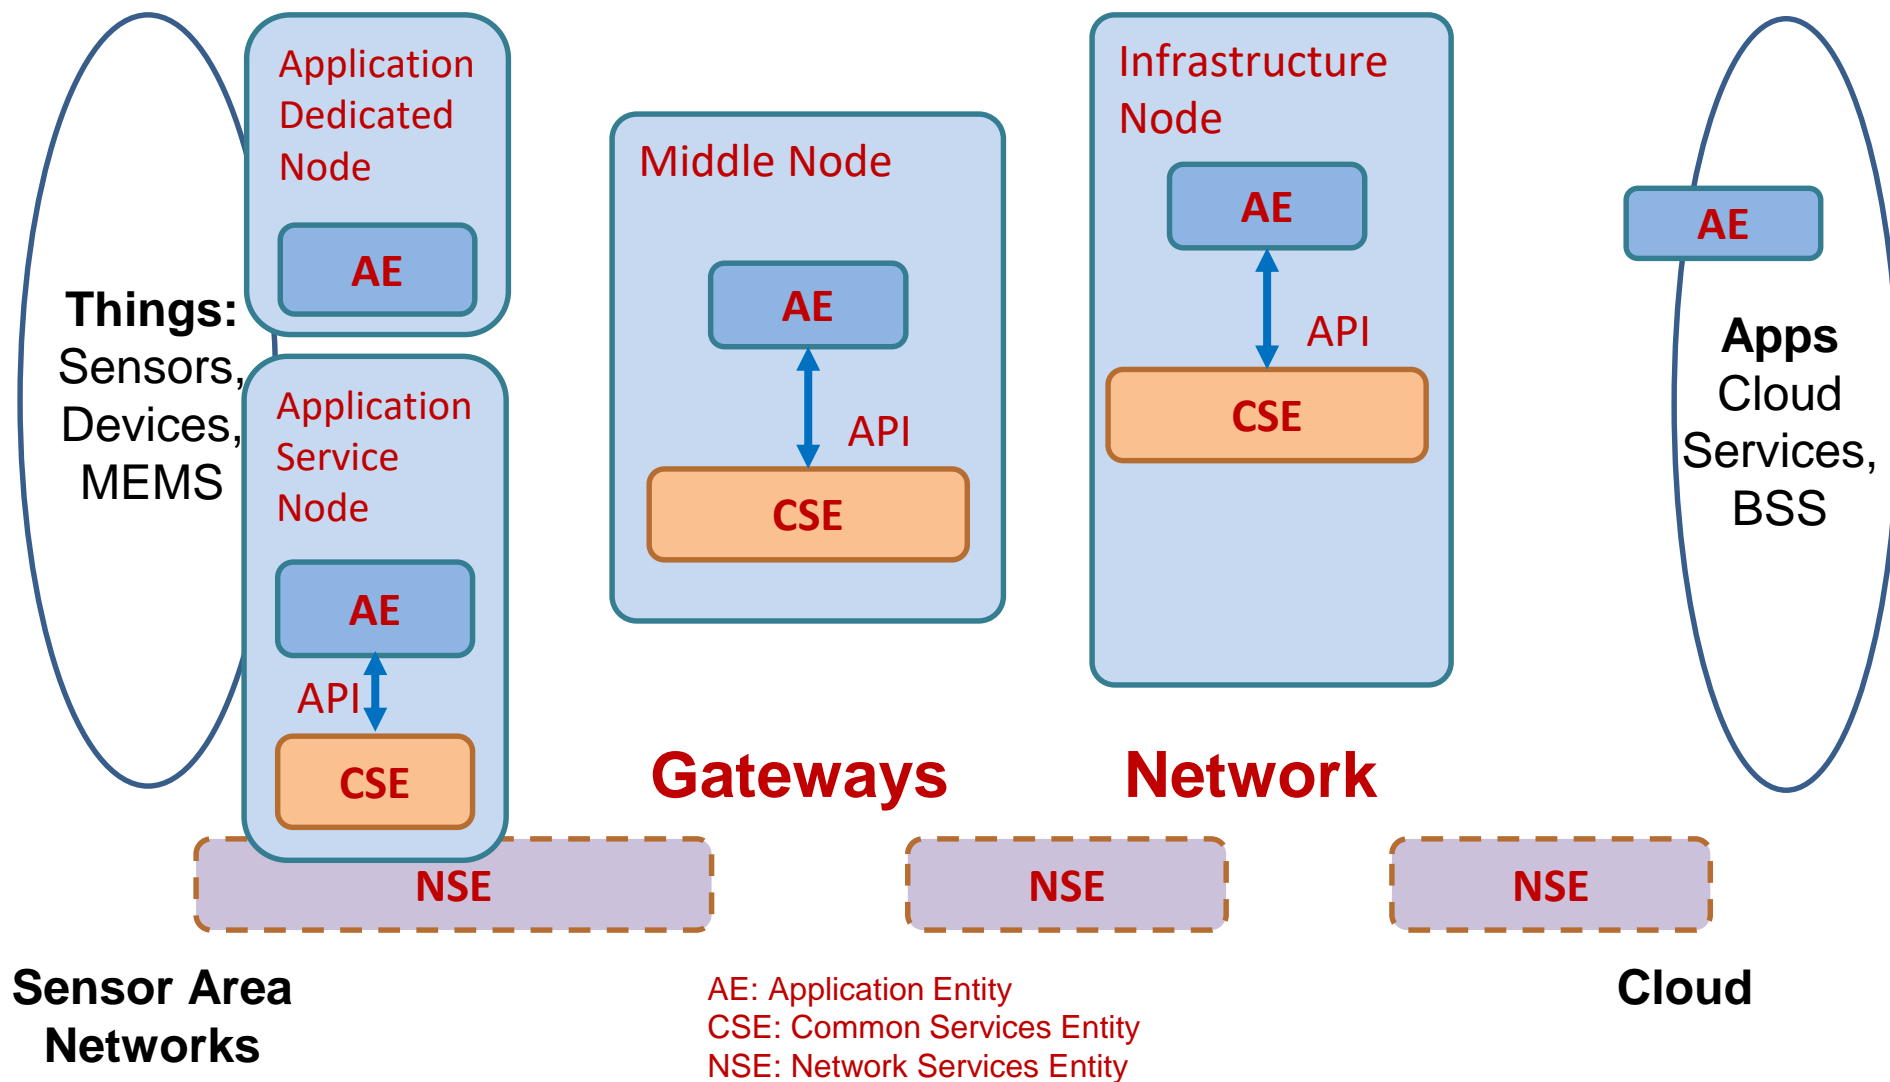 Things:
Sensors,
Devices,
MEMS
Application
Dedicated
Node
AE
Application
Service
Node
AE
API
CSE
Middle Node
AE
API
CSE
Infrastructure
Node
AE
API
CSE
AE
Apps
Cloud
Services,
BSS
Gateways
Network
NSE
NSE
NSE
Sensor Area
Networks
AE: Application Entity
CSE: Common Services Entity
NSE: Network Services Entity
Cloud